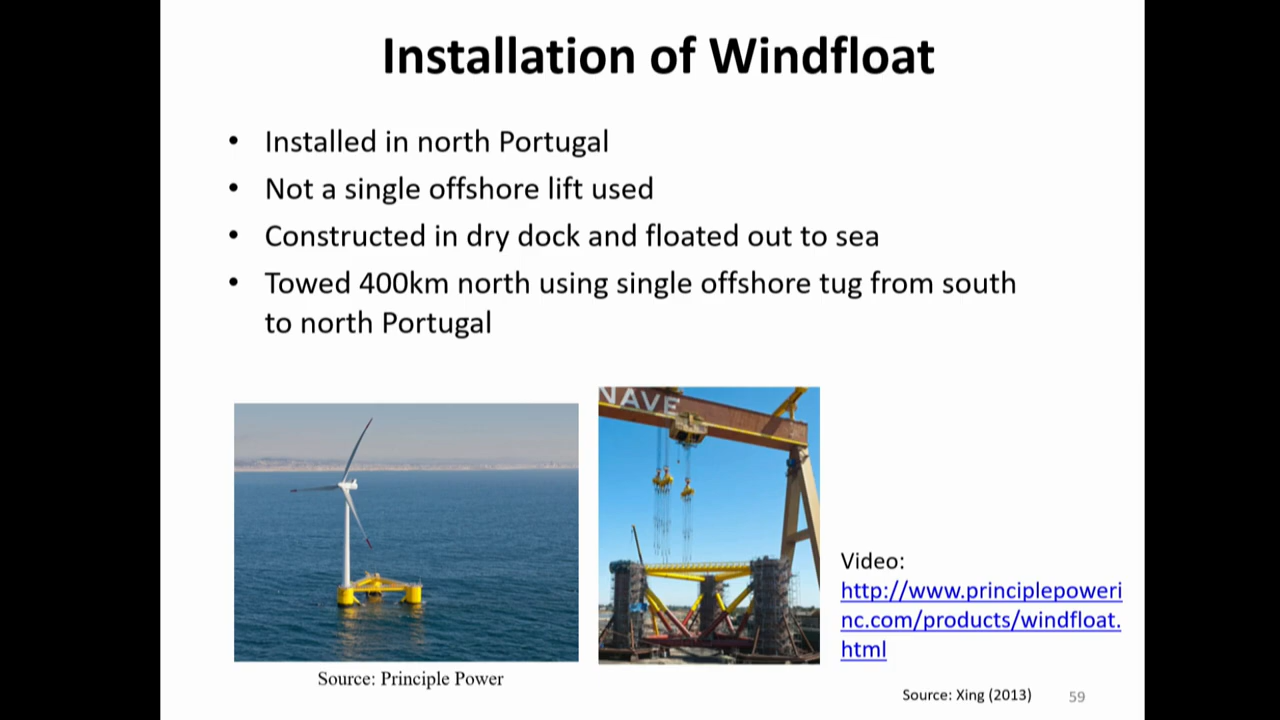 Installation of Windfloat
• Installed in north Portugal
• Not a single offshore lift used
• Constructed in dry dock and floated out to sea
• Towed 400km north using single offshore tug from south
to north Portugal
NAVE
Video:
http://www.principlepoweri
nc.com/products/windfloat.
html
Source: Principle Power
Source: Xing (2013)
59